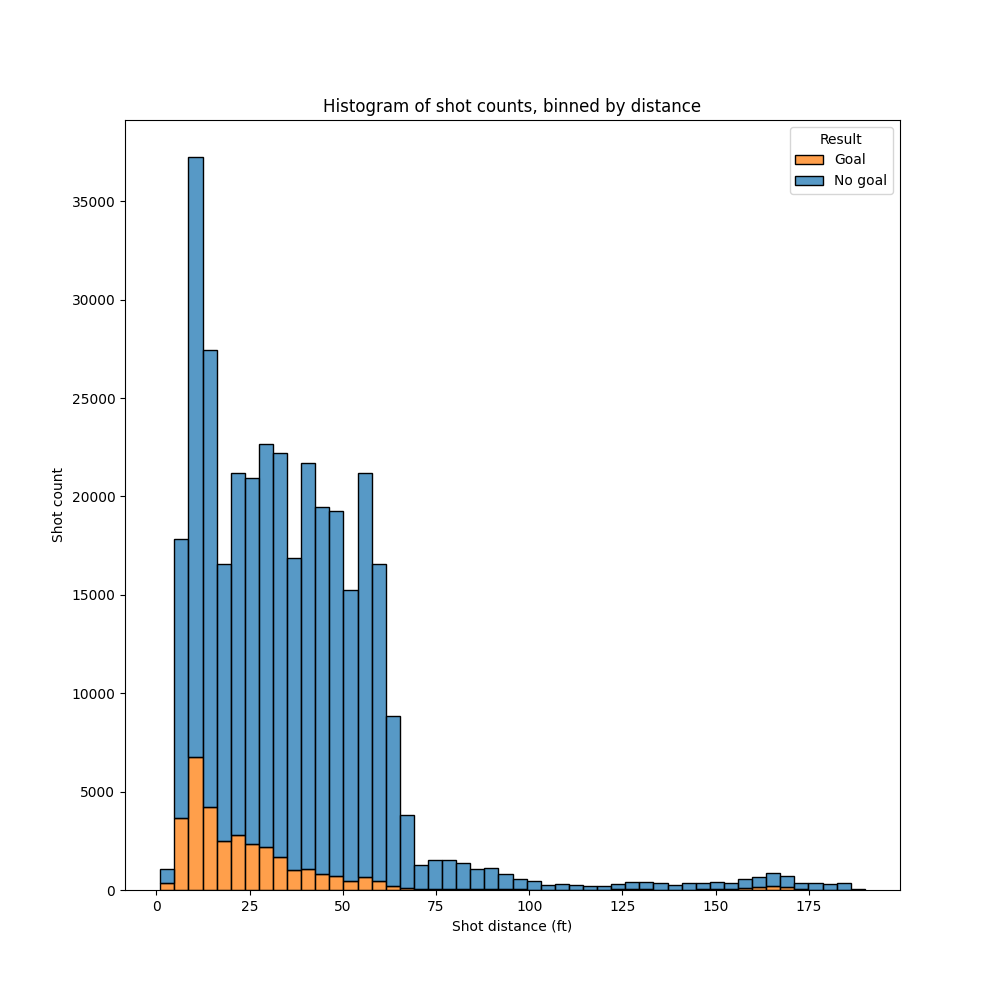 Histogram of shot counts, binned by distance
Result
Goal
No goal
35000
30000
25000
20000
15000
10000
5000
0
Shot count
0 25 50 75 100 125 150 175
Shot distance (ft)